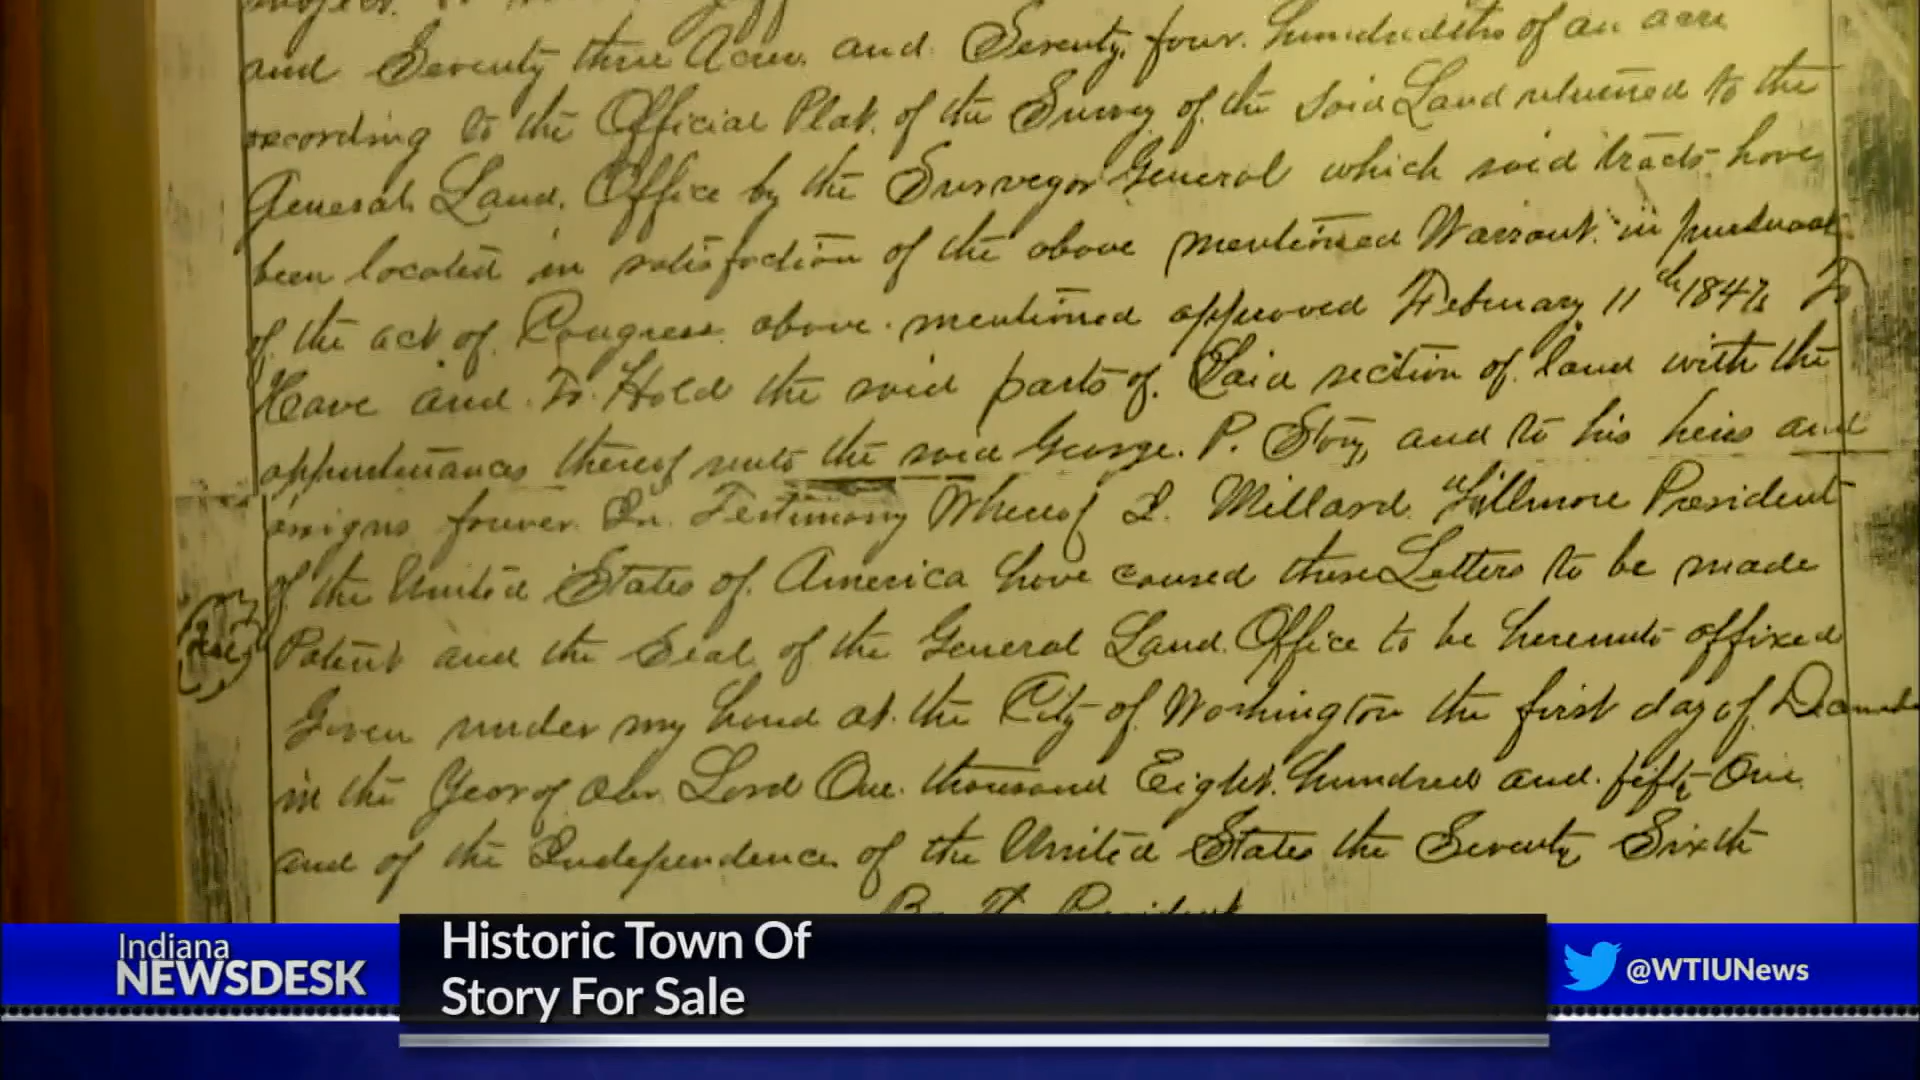 and Seventy three Acres, and Seventy four hundredths of an acre
according to the Official Plat, of the Survey of the Said Land returned to the
General Land Office by the Surveyor General which said tracts have
been located in satisfaction of the above mentioned Warrant in pursuant
of the act of Congress above mentioned approved February 11th 1847, To
Have and To Hold the said parts of Said section of land with the
appurtenances thereof unto the said George P. Story, and to his heirs and
assigns forever In Testimony Whereof I Millard Fillmore President
of the United States of America have caused these Letters to be made
Seal
Patent and the Seal of the General Land Office to be hereunto affixed
Given under my hand at the City of Washington the first day of
in the Year of our Lord One thousand Eight hundred and fifty One
and of the Independence of the United States the Seventy Sixth
Indiana
NEWSDESK
Historic Town Of
Story For Sale
@WTIUNews